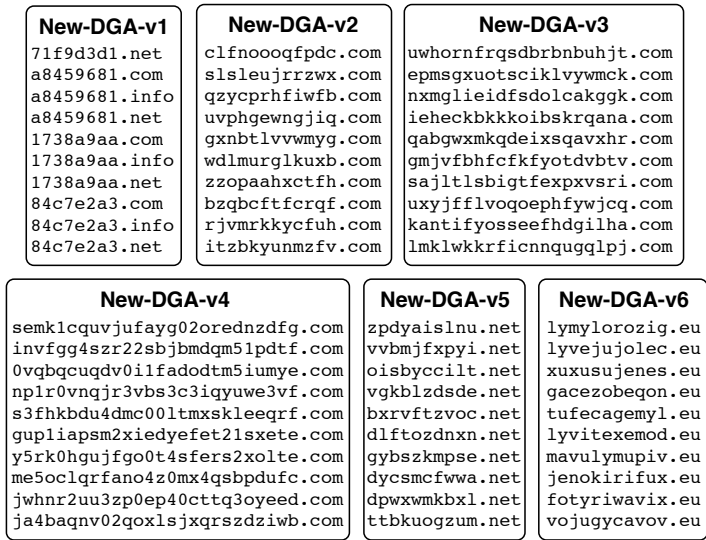 New-DGA-v1
71f9d3d1.net
a8459681.com
a8459681.info
a8459681.net
1738a9aa.com
1738a9aa.info
1738a9aa.net
84c7e2a3.com
84c7e2a3.info
84c7e2a3.net
New-DGA-v2
clfnoooqfpdc.com
slsleujrrzwx.com
qzycprhfiwfb.com
uvphgewngjiq.com
gxnbtlvvwmyg.com
wdlmurglkuxb.com
zzopaahxctfh.com
bzqbcftfcrqf.com
rjvmrkkycfuh.com
itzbkyunmzfv.com
New-DGA-v3
uwhornfrqsdbrbnbuhjt.com
epmsgxuotsciklvywmck.com
nxmglieidfsdolcakggk.com
ieheckbkkkoibskrqana.com
qabgwxmkqdeixsqavxhr.com
gmjvfbhfcfkfyotdvbtv.com
sajltlsbigtfexpxvsri.com
uxyjfflvoqoephfywjcq.com
kantifyosseefhdgilha.com
lmklwkkrficnnqugqlpj.com
New-DGA-v4
semk1cquvjufayg02orednzdfg.com
invfgg4szr22sbjbmdqm51pdtf.com
0vqbqcuqdv0i1fadodtm5iumye.com
np1r0vnqjr3vbs3c3iqyuwe3vf.com
s3fhkbdu4dmc00ltmxskleeqrf.com
gup1iapsm2xiedyefet21sxete.com
y5rk0hgujfgo0t4sfers2xolte.com
me5oclqrfano4z0mx4qsbpdufc.com
jwhnr2uu3zp0ep40cttq3oyeed.com
ja4baqnv02qoxlsjxqrszdziwb.com
New-DGA-v5
zpdyaislnu.net
vvbmjfxpyi.net
oisbyccilt.net
vgkblzdsde.net
bxrvftzvoc.net
dlftozdnxn.net
gybszkmpse.net
dycsmcfwwa.net
dpwxwmkbxl.net
ttbkuogzum.net
New-DGA-v6
lymylorozig.eu
lyvejujolec.eu
xuxusujenes.eu
gacezobeqon.eu
tufecagemyl.eu
lyvitexemod.eu
mavulymupiv.eu
jenokirifux.eu
fotyriwavix.eu
vojugycavov.eu